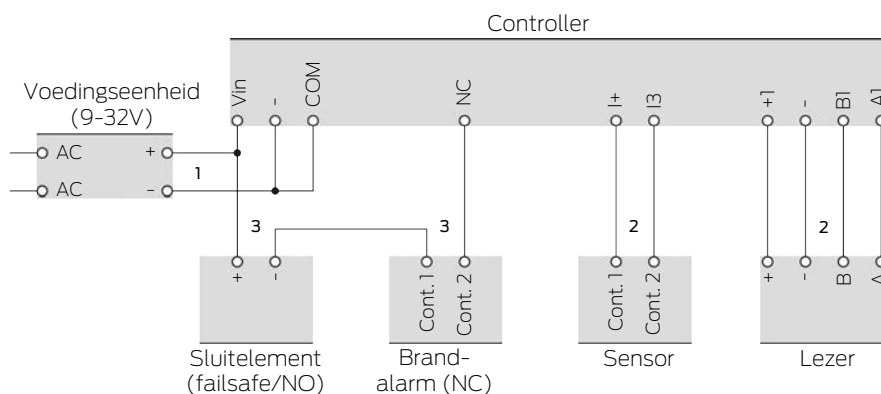 Controller
Voedingseenheid
(9-32V)
Vin
-
COM
NC
I+
I3
+1
-
B1
A1
AC
+
AC
-
1
3
3
2
2
+
-
Cont. 1
Cont. 2
Cont. 1
Cont. 2
+
-
B
A
Sluitelement
(failsafe/NO)
Brand-
alarm (NC)
Sensor
Lezer